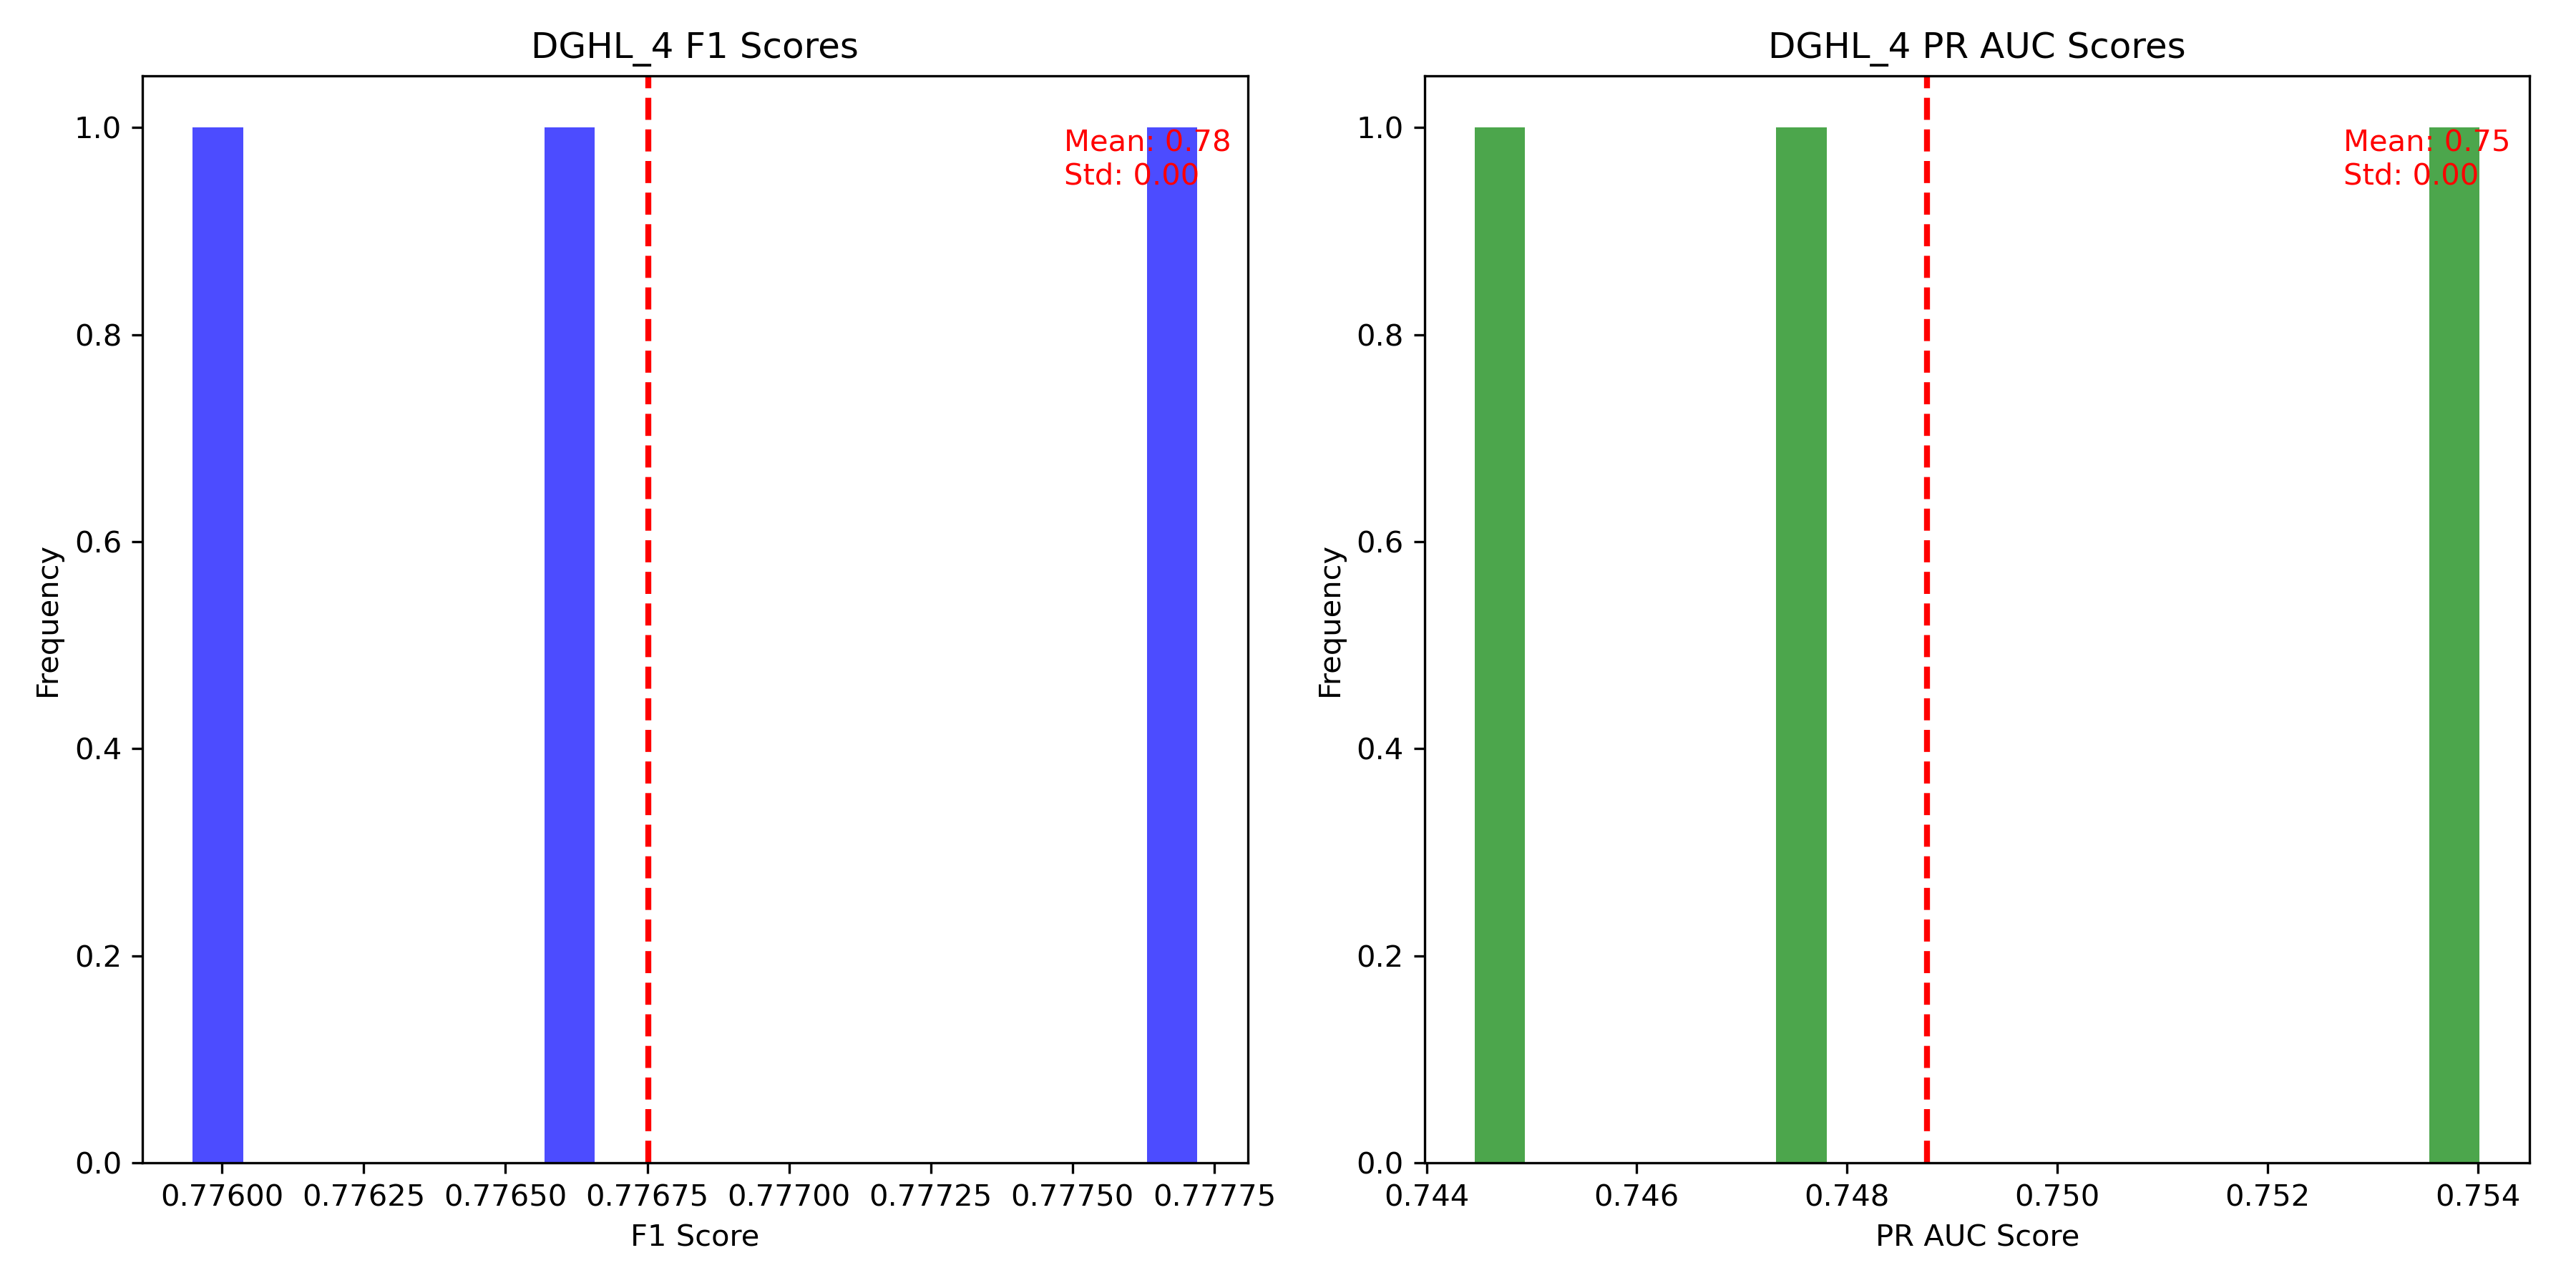 DGHL_4 F1 Scores
Mean: 0.78
Std: 0.00
Frequency
1.0
0.8
0.6
0.4
0.2
0.0
0.77600 0.77625 0.77650 0.77675 0.77700 0.77725 0.77750 0.77775
F1 Score
DGHL_4 PR AUC Scores
Mean: 0.75
Std: 0.00
Frequency
1.0
0.8
0.6
0.4
0.2
0.0
0.744 0.746 0.748 0.750 0.752 0.754
PR AUC Score